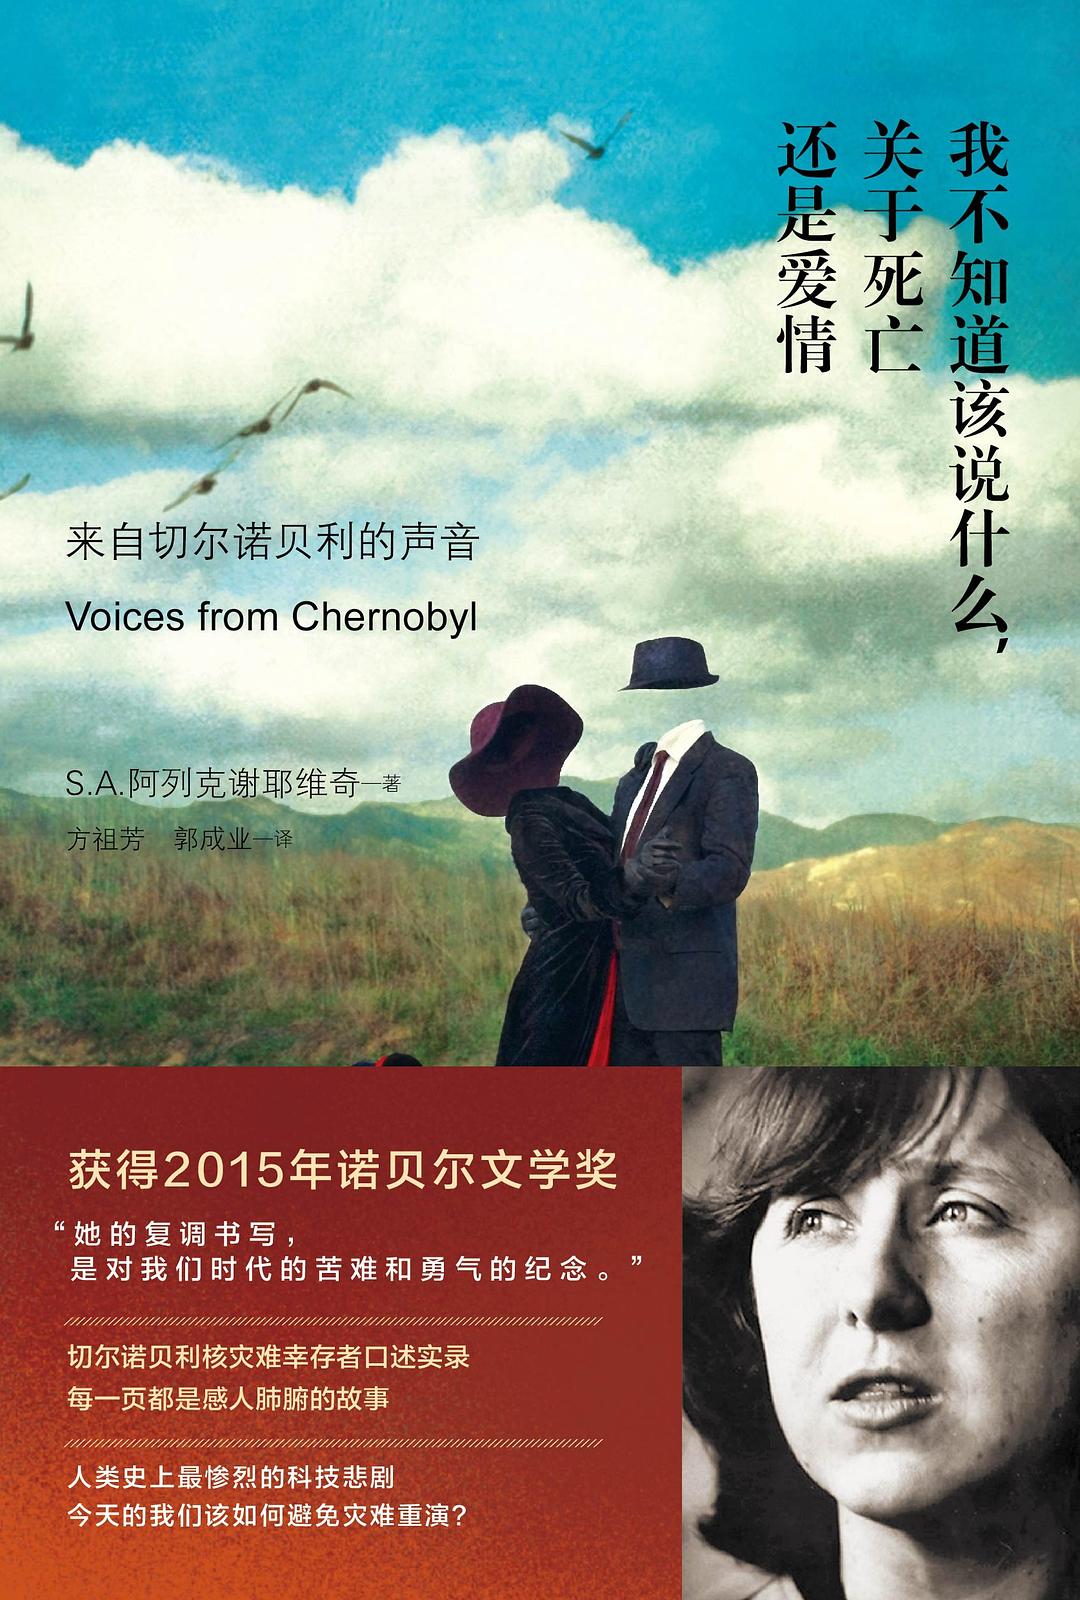 我不知道该说什么，
关于死亡
还是爱情
来自切尔诺贝利的声音
Voices from Chernobyl
S.A.阿列克谢耶维奇—著
方祖芳 郭成业—译
获得2015年诺贝尔文学奖
“她的复调书写，
是对我们时代的苦难和勇气的纪念。”
切尔诺贝利核灾难幸存者口述实录
每一页都是感人肺腑的故事
人类史上最惨烈的科技悲剧
今天的我们该如何避免灾难重演？